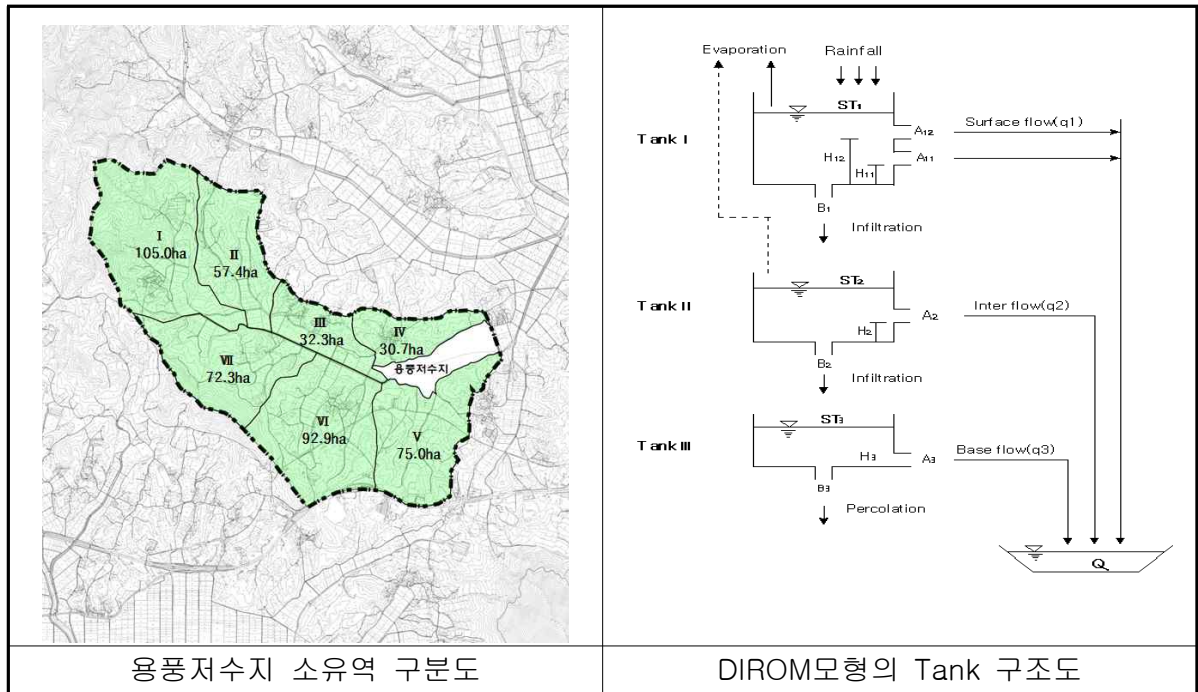 I
105.0ha
II
57.4ha
III
32.3ha
IV
30.7ha
용풍저수지
VII
72.3ha
VI
92.9ha
V
75.0ha
용풍저수지 소유역 구분도
Evaporation Rainfall
ST₁
Tank I
A₁₂ Surface flow(q1)
H₁₂
A₁₁
H₁₁
B₁
Infiltration
ST₂
Tank II
A₂ Inter flow(q2)
H₂
B₂
Infiltration
ST₃
Tank III
H₃ A₃ Base flow(q3)
B₃
Percolation
Q
DIROM모형의 Tank 구조도